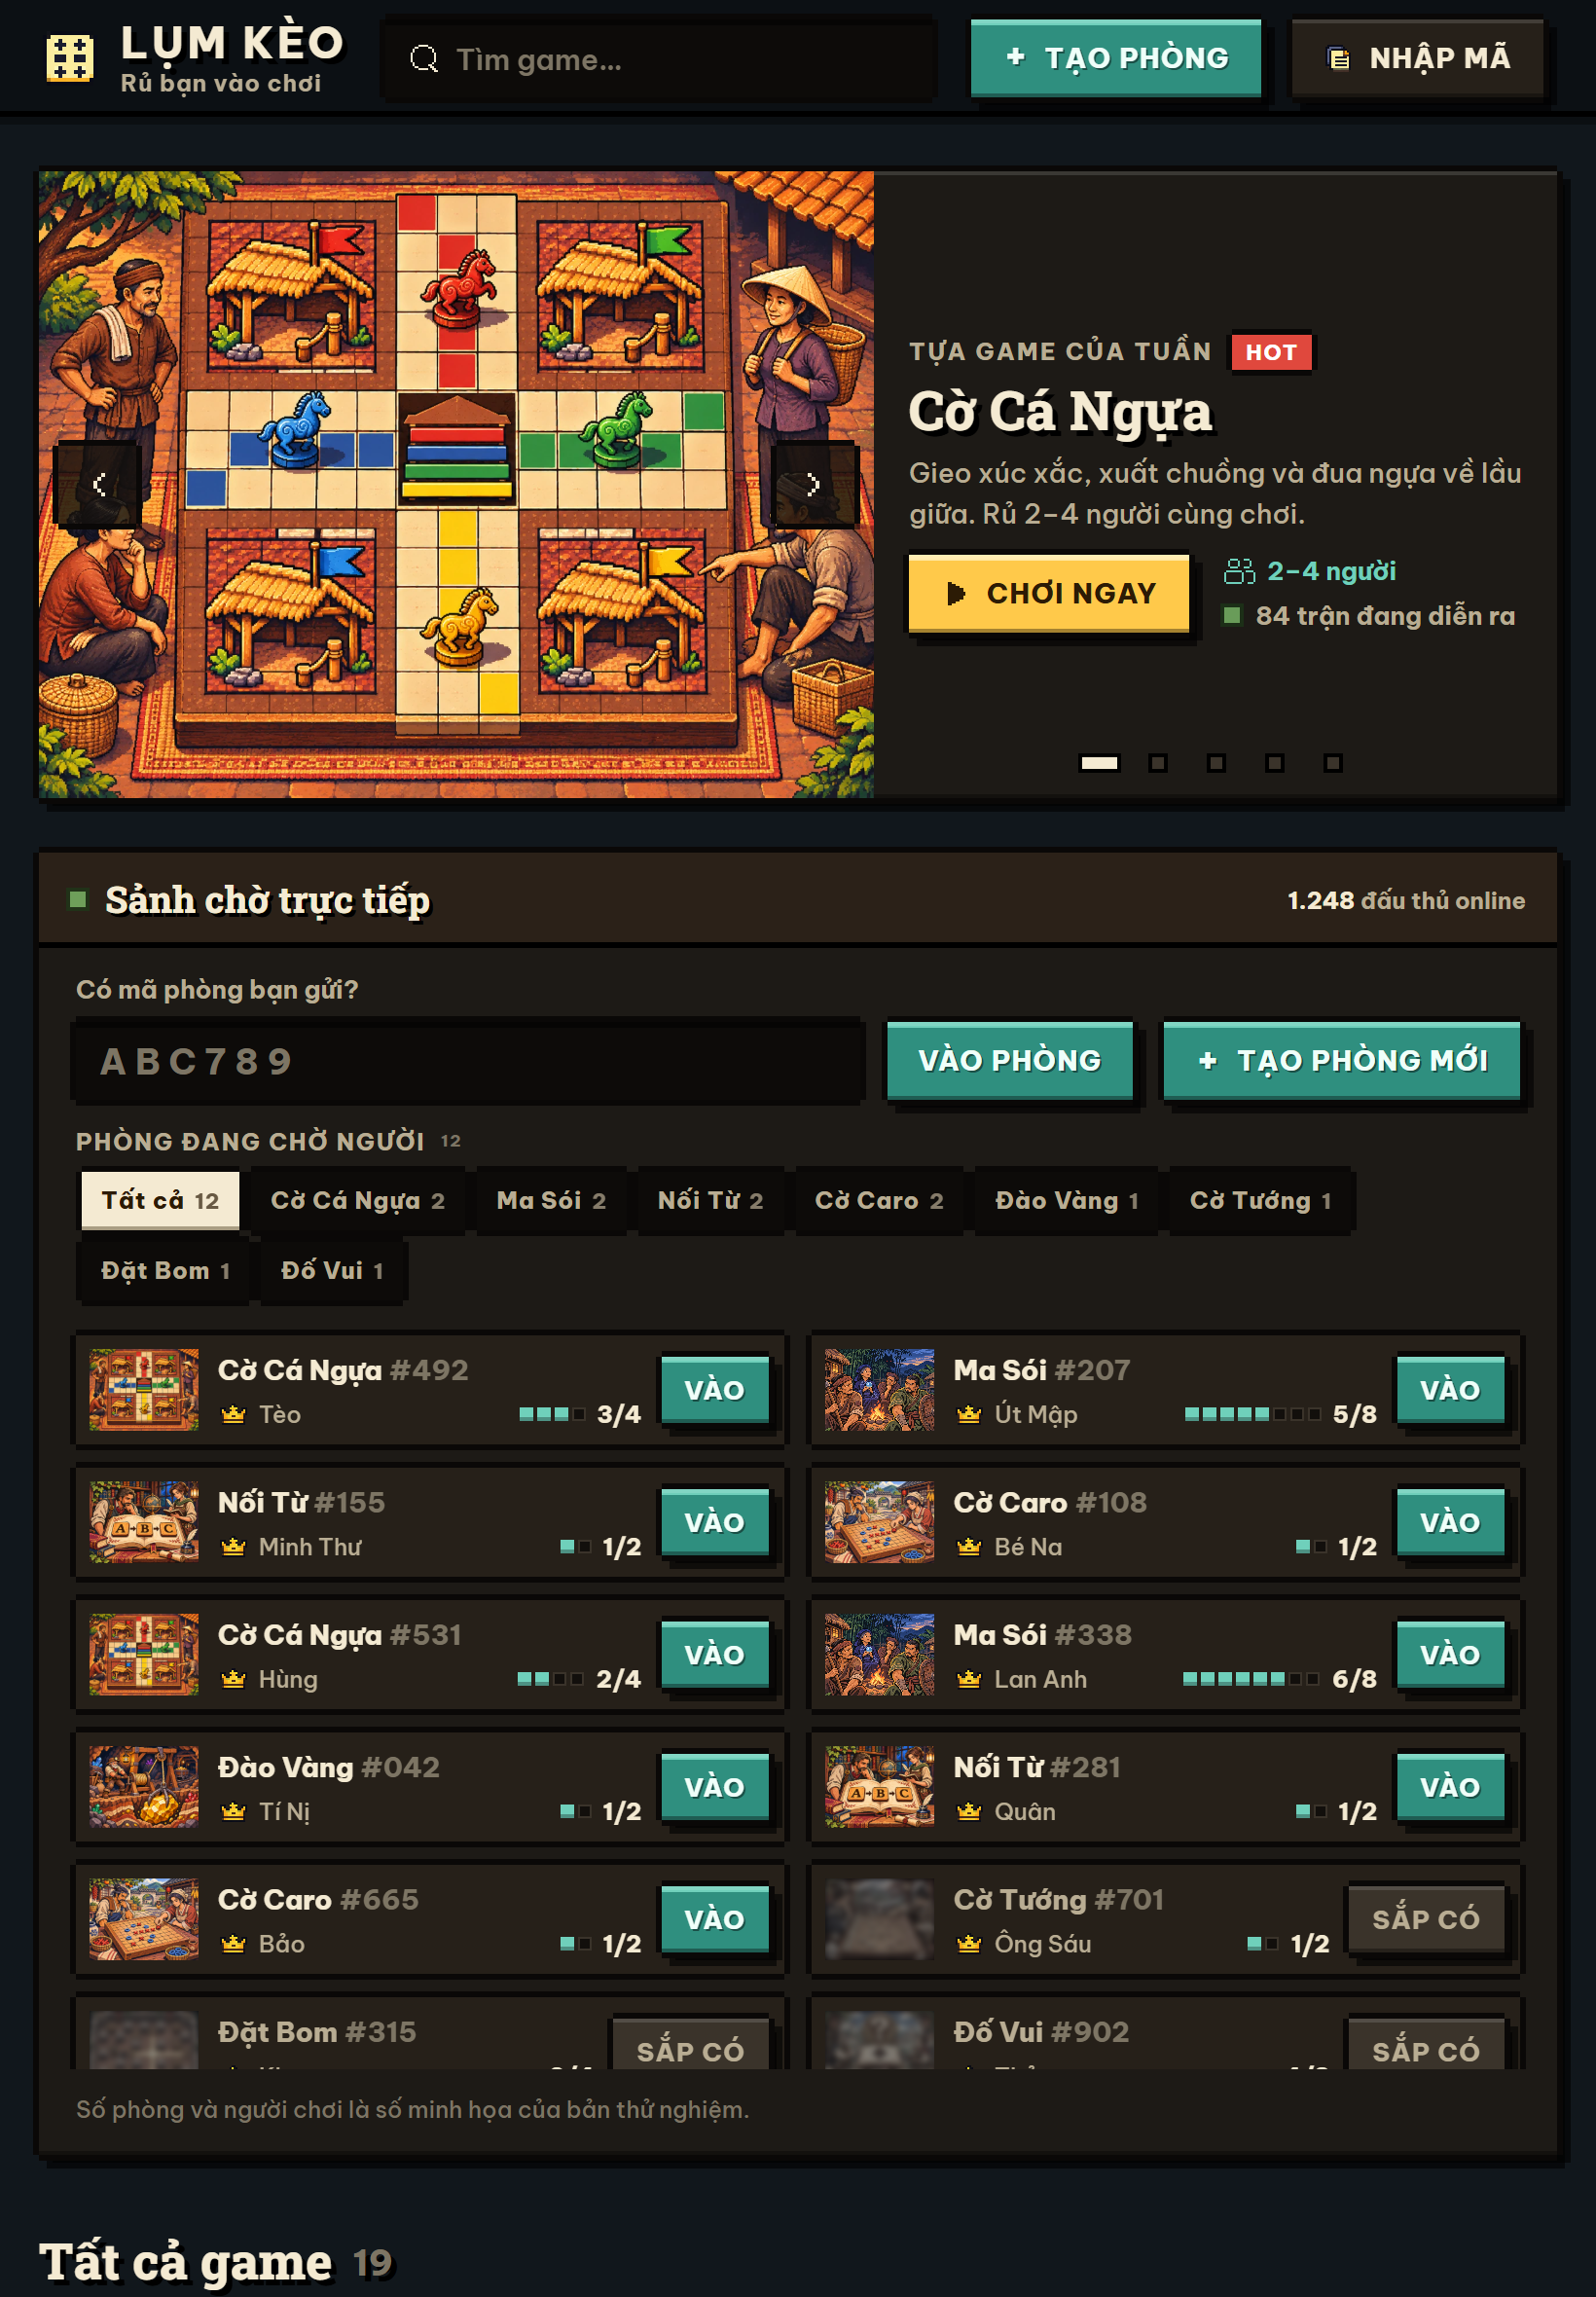 LỤM KÈO
Rủ bạn vào chơi
Tìm game...
+ TẠO PHÒNG
NHẬP MÃ
TỰA GAME CỦA TUẦN HOT
Cờ Cá Ngựa
Gieo xúc xắc, xuất chuồng và đua ngựa về lầu
giữa. Rủ 2–4 người cùng chơi.
CHƠI NGAY
2–4 người
84 trận đang diễn ra
Sảnh chờ trực tiếp
1.248 đấu thủ online
Có mã phòng bạn gửi?
ABC789
VÀO PHÒNG
+ TẠO PHÒNG MỚI
PHÒNG ĐANG CHỜ NGƯỜI 12
Tất cả 12
Cờ Cá Ngựa 2
Ma Sói 2
Nối Từ 2
Cờ Caro 2
Đào Vàng 1
Cờ Tướng 1
Đặt Bom 1
Đố Vui 1
Cờ Cá Ngựa #492
Tèo
3/4
VÀO
Ma Sói #207
Út Mập
5/8
VÀO
A B C
Nối Từ #155
Minh Thư
1/2
VÀO
Cờ Caro #108
Bé Na
1/2
VÀO
Cờ Cá Ngựa #531
Hùng
2/4
VÀO
Ma Sói #338
Lan Anh
6/8
VÀO
Đào Vàng #042
Tí Nị
1/2
VÀO
A B C
Nối Từ #281
Quân
1/2
VÀO
Cờ Caro #665
Bảo
1/2
VÀO
Cờ Tướng #701
Ông Sáu
1/2
SẮP CÓ
Đặt Bom #315
SẮP CÓ
Đố Vui #902
SẮP CÓ
Số phòng và người chơi là số minh họa của bản thử nghiệm.
Tất cả game 19